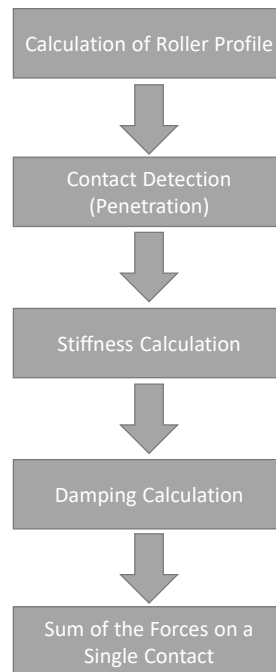 Calculation of Roller Profile
Contact Detection
(Penetration)
Stiffness Calculation
Damping Calculation
Sum of the Forces on a
Single Contact